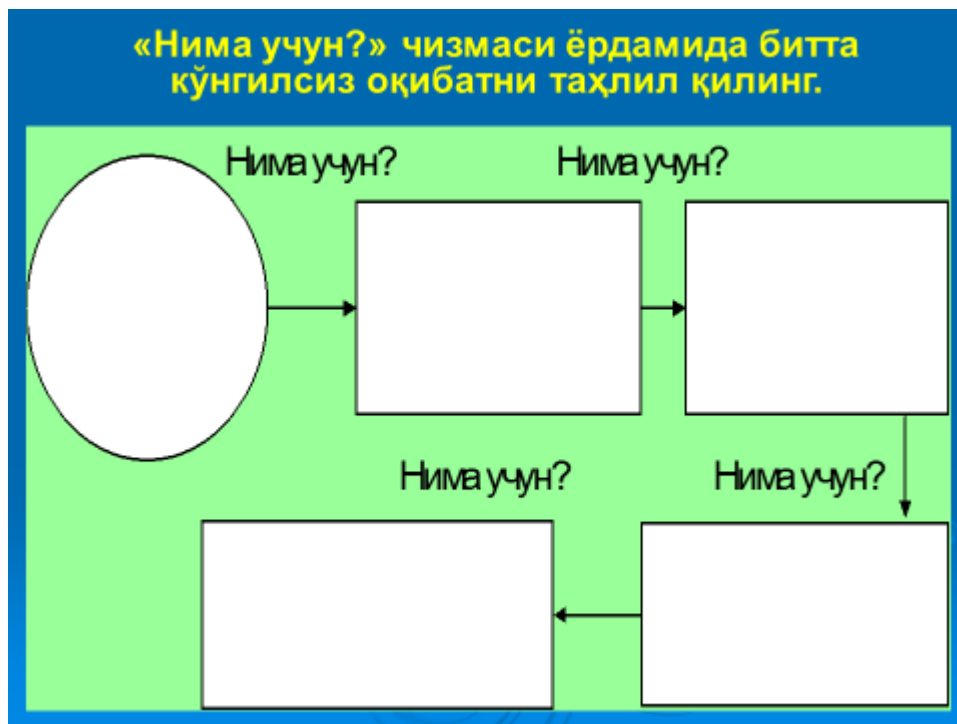 «Нима учун?» чизмаси ёрдамида битта
кўнгилсиз оқибатни таҳлил қилинг.
Нима учун? Нима учун?
Нима учун? Нима учун?